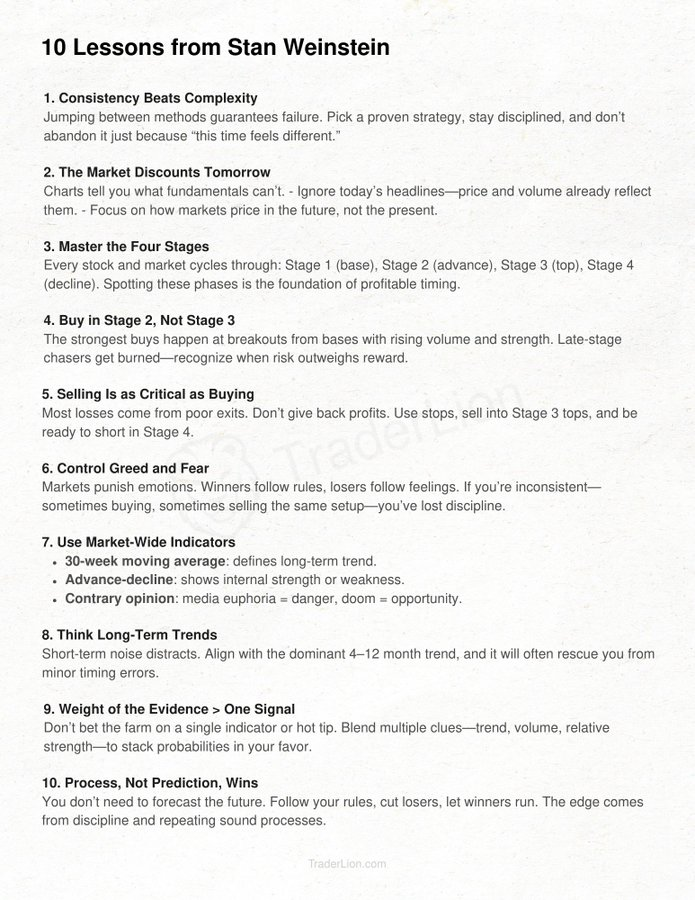 10 Lessons from Stan Weinstein
1. Consistency Beats Complexity
Jumping between methods guarantees failure. Pick a proven strategy, stay disciplined, and don’t
abandon it just because “this time feels different.”
2. The Market Discounts Tomorrow
Charts tell you what fundamentals can’t. - Ignore today’s headlines—price and volume already reflect
them. - Focus on how markets price in the future, not the present.
3. Master the Four Stages
Every stock and market cycles through: Stage 1 (base), Stage 2 (advance), Stage 3 (top), Stage 4
(decline). Spotting these phases is the foundation of profitable timing.
4. Buy in Stage 2, Not Stage 3
The strongest buys happen at breakouts from bases with rising volume and strength. Late-stage
chasers get burned—recognize when risk outweighs reward.
5. Selling Is as Critical as Buying
Most losses come from poor exits. Don’t give back profits. Use stops, sell into Stage 3 tops, and be
ready to short in Stage 4.
TraderLion
6. Control Greed and Fear
Markets punish emotions. Winners follow rules, losers follow feelings. If you’re inconsistent—
sometimes buying, sometimes selling the same setup—you’ve lost discipline.
7. Use Market-Wide Indicators
• 30-week moving average: defines long-term trend.
• Advance-decline: shows internal strength or weakness.
• Contrary opinion: media euphoria = danger, doom = opportunity.
8. Think Long-Term Trends
Short-term noise distracts. Align with the dominant 4–12 month trend, and it will often rescue you from
minor timing errors.
9. Weight of the Evidence > One Signal
Don’t bet the farm on a single indicator or hot tip. Blend multiple clues—trend, volume, relative
strength—to stack probabilities in your favor.
10. Process, Not Prediction, Wins
You don’t need to forecast the future. Follow your rules, cut losers, let winners run. The edge comes
from discipline and repeating sound processes.
TraderLion.com